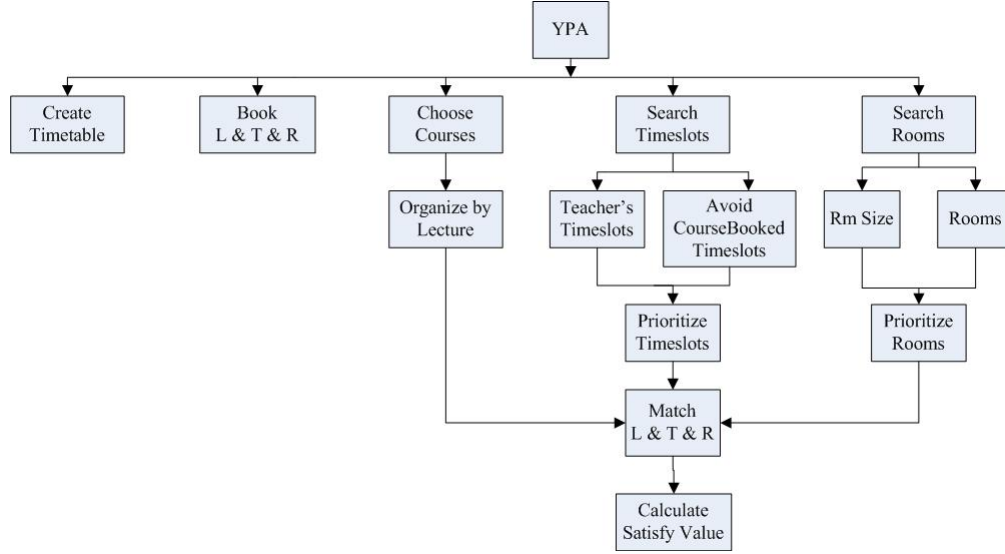 YPA
Create
Timetable
Book
L & T & R
Choose
Courses
Search
Timeslots
Search
Rooms
Organize by
Lecture
Teacher's
Timeslots
Avoid
CourseBooked
Timeslots
Rm Size
Rooms
Prioritize
Timeslots
Prioritize
Rooms
Match
L & T & R
Calculate
Satisfy Value